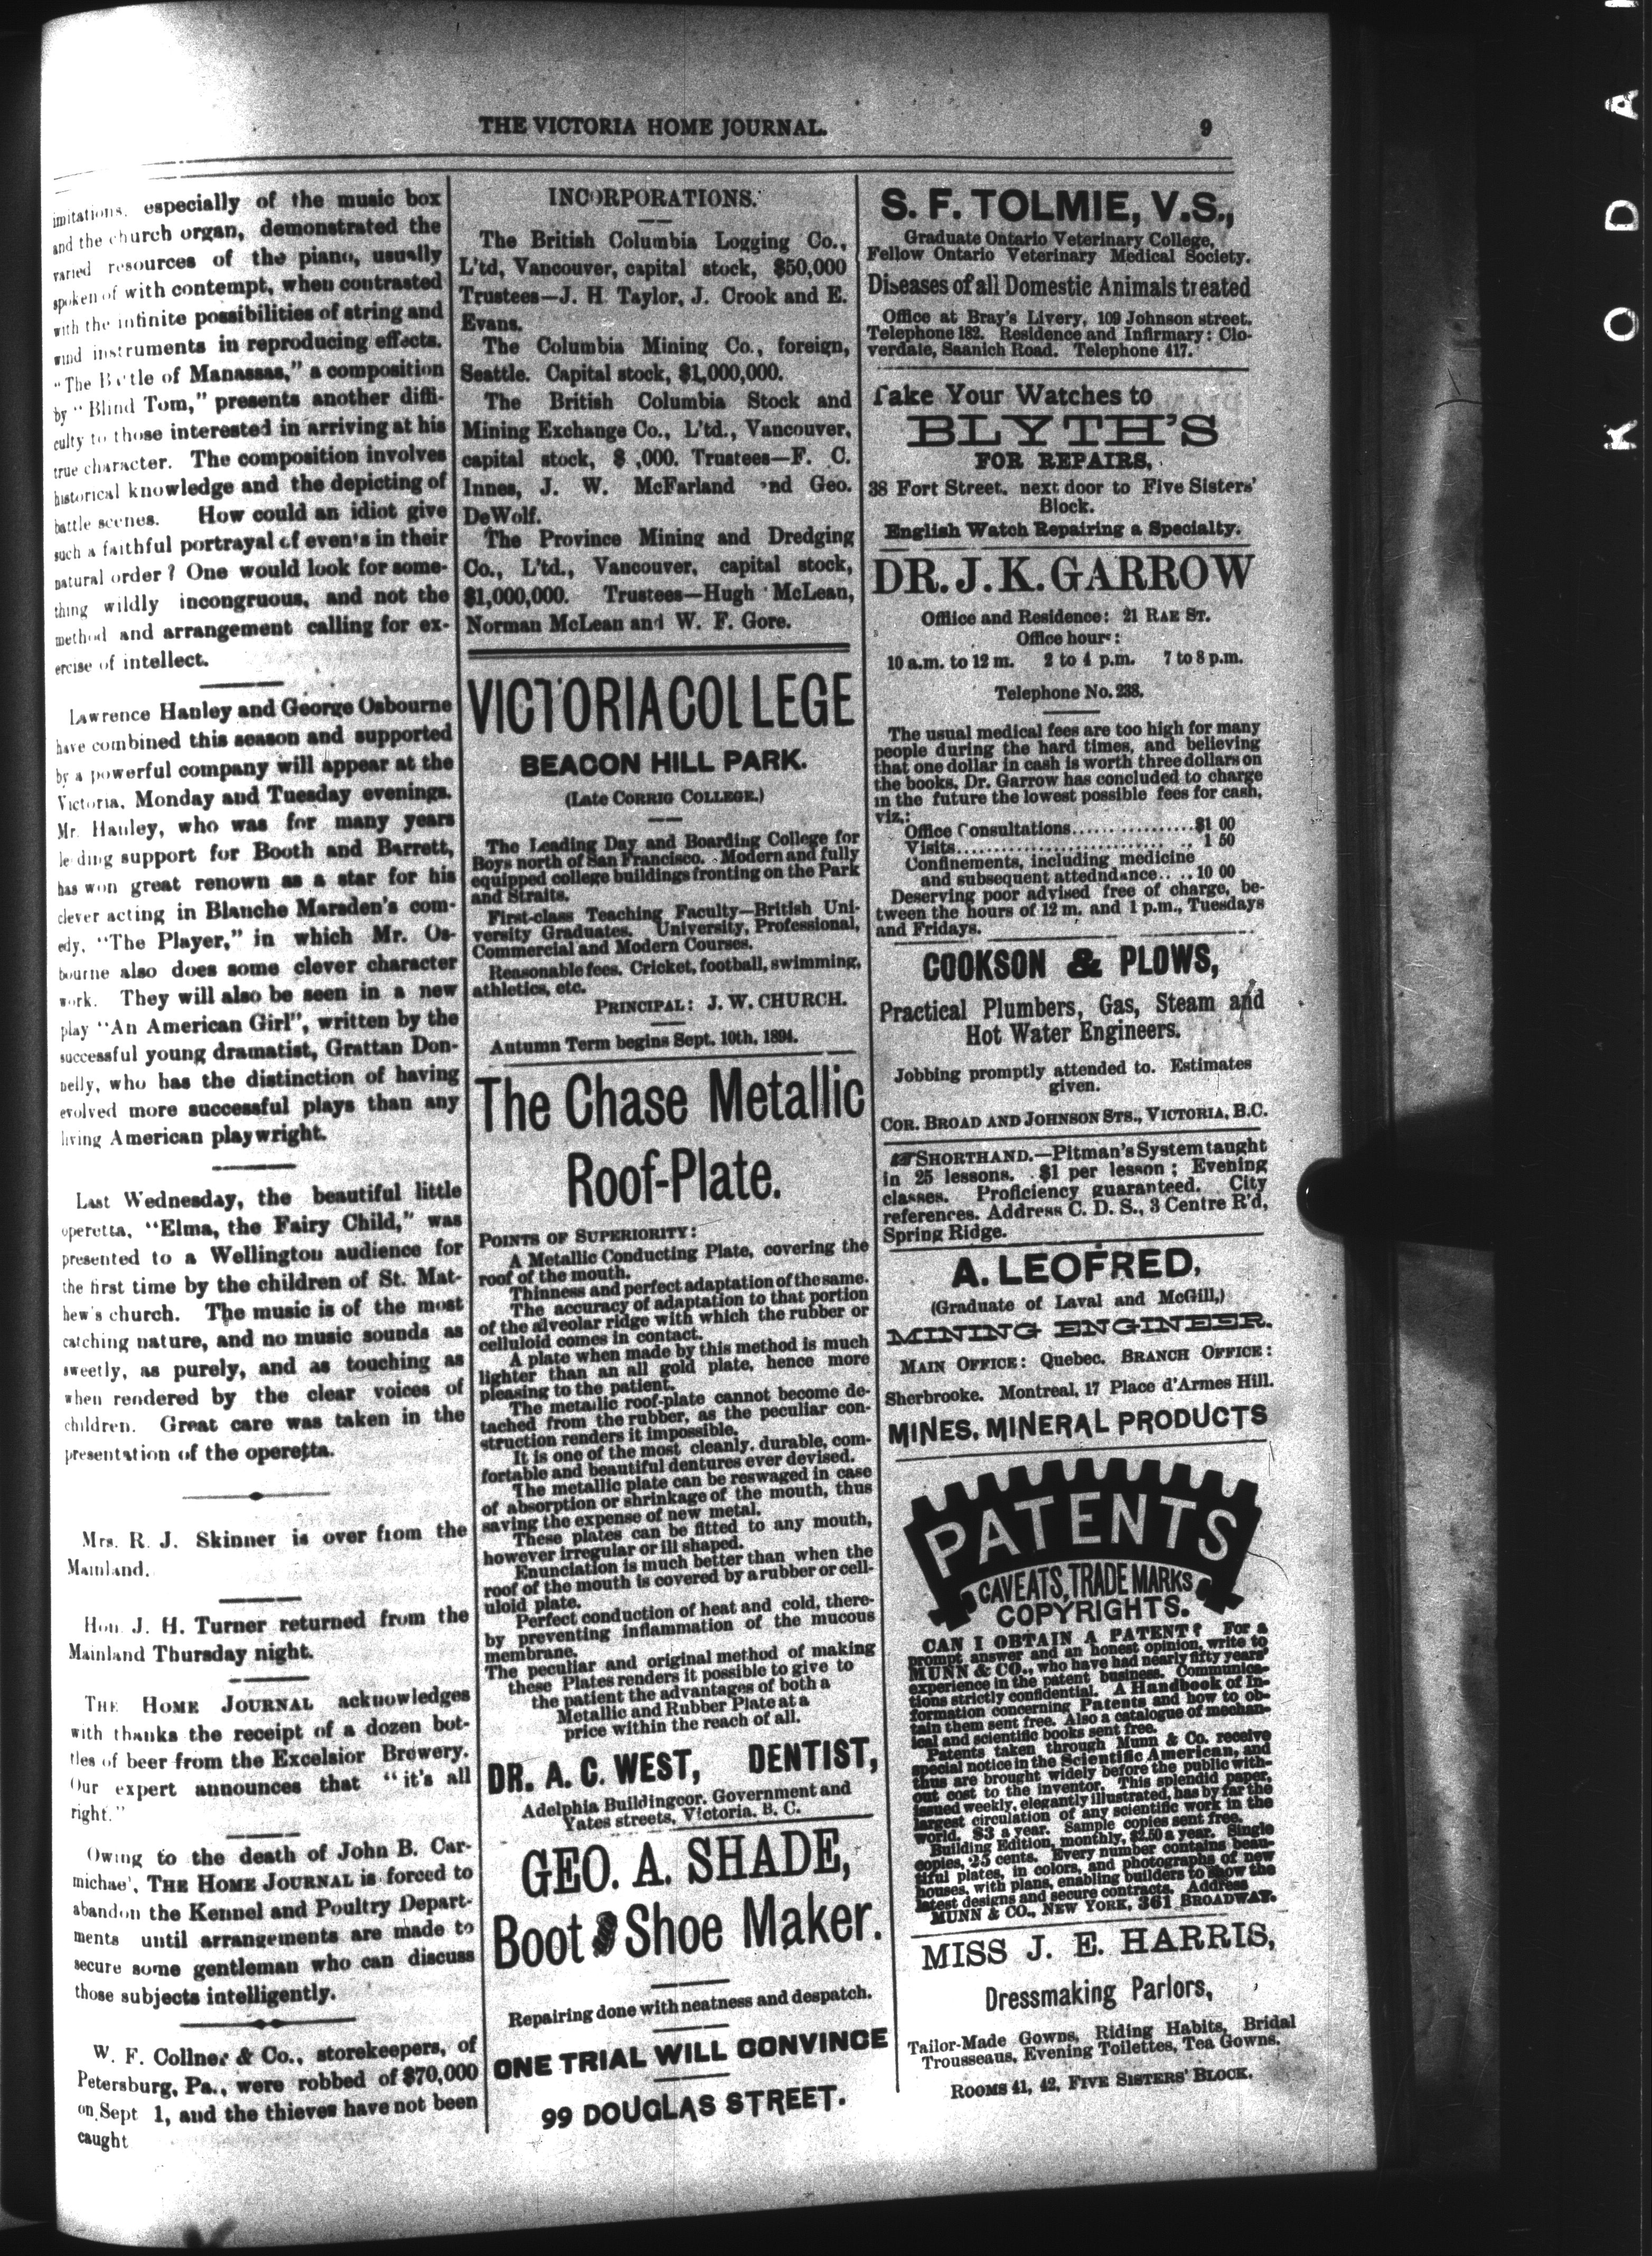 THE VICTORIA HOME JOURNAL. 9
imitations, especially of the music box
and the church organ, demonstrated the
varied resources of the piano, usually
spoken of with contempt, when contrasted
with the infinite possibilities of string and
wind instruments in reproducing effects.
"The Battle of Manassas," a composition
by "Blind Tom," presents another diffi-
culty to those interested in arriving at his
true character. The composition involves
historical knowledge and the depicting of
battle scenes. How could an idiot give
such a faithful portrayal of even's in their
natural order? One would look for some-
thing wildly incongruous, and not the
method and arrangement calling for ex-
ercise of intellect.
Lawrence Hanley and George Osbourne
have combined this season and supported
by a powerful company will appear at the
Victoria, Monday and Tuesday evenings.
Mr. Hanley, who was for many years
leading support for Booth and Barrett,
has won great renown as a star for his
clever acting in Blanche Marsden's com-
edy, "The Player," in which Mr. Os-
bourne also does some clever character
work. They will also be seen in a new
play "An American Girl", written by the
successful young dramatist, Grattan Don-
nelly, who has the distinction of having
evolved more successful plays than any
living American playwright.
Last Wednesday, the beautiful little
operetta, "Elma, the Fairy Child," was
presented to a Wellington audience for
the first time by the children of St. Mat-
hew's church. The music is of the most
catching nature, and no music sounds as
sweetly, as purely, and as touching as
when rendered by the clear voices of
children. Great care was taken in the
presentation of the operetta.
Mrs. R. J. Skinner is over from the
Mainland.
Hon. J. H. Turner returned from the
Mainland Thursday night.
THE HOME JOURNAL acknowledges
with thanks the receipt of a dozen bot-
tles of beer from the Excelsior Brewery.
Our expert announces that "it's all
right."
Owing to the death of John B. Car-
michae', THE HOME JOURNAL is forced to
abandon the Kennel and Poultry Depart-
ments until arrangements are made to
secure some gentleman who can discuss
those subjects intelligently.
W. F. Collner & Co., storekeepers, of
Petersburg, Pa., were robbed of $70,000
on Sept 1, and the thieves have not been
caught
INCORPORATIONS.
The British Columbia Logging Co.,
L'td, Vancouver, capital stock, $50,000
Trustees—J. H. Taylor, J. Crook and E.
Evans.
The Columbia Mining Co., foreign,
Seattle. Capital stock, $1,000,000.
The British Columbia Stock and
Mining Exchange Co., L'td., Vancouver,
capital stock, $ ,000. Trustees—F. C.
Innes, J. W. McFarland and Geo.
DeWolf.
The Province Mining and Dredging
Co., L'td., Vancouver, capital stock,
$1,000,000. Trustees—Hugh McLean,
Norman McLean and W. F. Gore.
VICTORIA COLLEGE
BEACON HILL PARK.
(Late CORRIG COLLEGE.)
The Leading Day and Boarding College for
Boys north of San Francisco. Modern and fully
equipped college buildings fronting on the Park
and Straits.
First-class Teaching Faculty—British Uni-
versity Graduates. University, Professional,
Commercial and Modern Courses.
Reasonable fees. Cricket, football, swimming,
athletics, etc.
PRINCIPAL: J. W. CHURCH.
Autumn Term begins Sept. 10th, 1894.
The Chase Metallic
Roof-Plate.
POINTS OF SUPERIORITY:
A Metallic Conducting Plate, covering the
roof of the mouth.
Thinness and perfect adaptation of the same.
The accuracy of adaptation to that portion
of the alveolar ridge with which the rubber or
celluloid comes in contact.
A plate when made by this method is much
lighter than an all gold plate, hence more
pleasing to the patient.
The metallic roof-plate cannot become de-
tached from the rubber, as the peculiar con-
struction renders it impossible.
It is one of the most cleanly, durable, com-
fortable and beautiful dentures ever devised.
The metallic plate can be reswaged in case
of absorption or shrinkage of the mouth, thus
saving the expense of new metal.
These plates can be fitted to any mouth,
however irregular or ill shaped.
Enunciation is much better than when the
roof of the mouth is covered by a rubber or cell-
uloid plate.
Perfect conduction of heat and cold, there-
by preventing inflammation of the mucous
membrane.
The peculiar and original method of making
these Plates renders it possible to give to
the patient the advantages of both a
Metallic and Rubber Plate at a
price within the reach of all.
DR. A. C. WEST, DENTIST,
Adelphia Building cor. Government and
Yates streets, Victoria, B. C.
GEO. A. SHADE,
Boot & Shoe Maker.
Repairing done with neatness and despatch.
ONE TRIAL WILL CONVINCE
99 DOUGLAS STREET.
S. F. TOLMIE, V.S.,
Graduate Ontario Veterinary College,
Fellow Ontario Veterinary Medical Society.
Diseases of all Domestic Animals treated
Office at Bray's Livery, 109 Johnson street.
Telephone 182. Residence and Infirmary: Clo-
verdale, Saanich Road. Telephone 417.
Take Your Watches to
BLYTH'S
FOR REPAIRS,
38 Fort Street, next door to Five Sisters'
Block.
English Watch Repairing a Specialty.
DR. J. K. GARROW
Offiice and Residence: 21 RAE ST.
Office hours:
10 a.m. to 12 m. 2 to 4 p.m. 7 to 8 p.m.
Telephone No. 238.
The usual medical fees are too high for many
people during the hard times, and believing
that one dollar in cash is worth three dollars on
the books, Dr. Garrow has concluded to charge
in the future the lowest possible fees for cash,
viz.:
Office Consultations.................$1 00
Visits............................... 1 50
Confinements, including medicine
and subsequent attedndance.....10 00
Deserving poor advised free of charge, be-
tween the hours of 12 m. and 1 p.m., Tuesdays
and Fridays.
COOKSON & PLOWS,
Practical Plumbers, Gas, Steam and
Hot Water Engineers.
Jobbing promptly attended to. Estimates
given.
COR. BROAD AND JOHNSON STS., VICTORIA, B.C.
☞SHORTHAND.—Pitman's System taught
in 25 lessons. $1 per lesson; Evening
classes. Proficiency guaranteed. City
references. Address C. D. S., 3 Centre R'd,
Spring Ridge.
A. LEOFRED,
(Graduate of Laval and McGill,)
MINING ENGINEER.
MAIN OFFICE: Quebec. BRANCH OFFICE:
Sherbrooke. Montreal, 17 Place d'Armes Hill.
MINES, MINERAL PRODUCTS
PATENTS
CAVEATS, TRADE MARKS
COPYRIGHTS.
CAN I OBTAIN A PATENT? For a
prompt answer and an honest opinion, write to
MUNN & CO., who have had nearly fifty years'
experience in the patent business. Communica-
tions strictly confidential. A Handbook of In-
formation concerning Patents and how to ob-
tain them sent free. Also a catalogue of mechan-
ical and scientific books sent free.
Patents taken through Munn & Co. receive
special notice in the Scientific American, and
thus are brought widely before the public with-
out cost to the inventor. This splendid paper,
issued weekly, elegantly illustrated, has by far the
largest circulation of any scientific work in the
world. $3 a year. Sample copies sent free.
Building Edition, monthly, $2.50 a year. Single
copies, 25 cents. Every number contains beau-
tiful plates, in colors, and photographs of new
houses, with plans, enabling builders to show the
latest designs and secure contracts. Address
MUNN & CO., NEW YORK, 361 BROADWAY.
MISS J. E. HARRIS,
Dressmaking Parlors,
Tailor-Made Gowns, Riding Habits, Bridal
Trousseaus, Evening Toilettes, Tea Gowns.
ROOMS 41, 42, FIVE SISTERS' BLOCK.
KODA